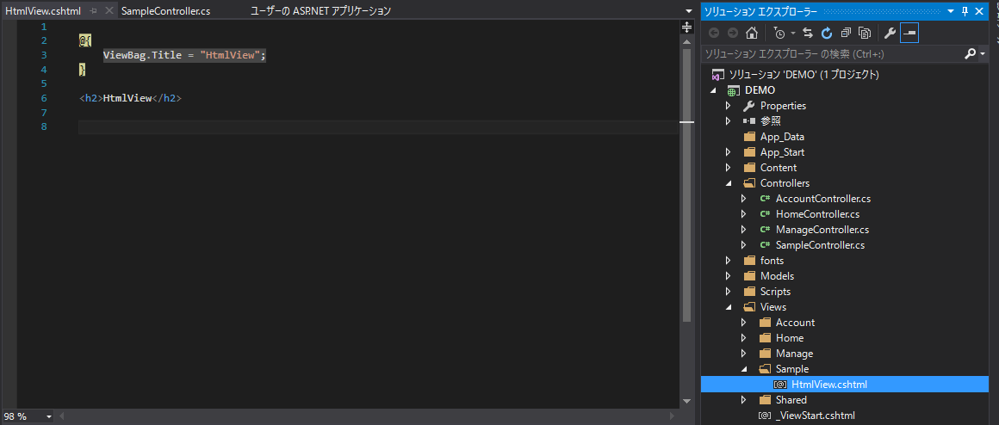 HtmlView.cshtml
SampleController.cs
ユーザーの ASP.NET アプリケーション
1
2 @{
3 ViewBag.Title = "HtmlView";
4 }
5
6 <h2>HtmlView</h2>
7
8
98 %
ソリューション エクスプローラー
ソリューション エクスプローラー の検索 (Ctrl+:)
ソリューション 'DEMO' (1 プロジェクト)
DEMO
Properties
参照
App_Data
App_Start
Content
Controllers
C# AccountController.cs
C# HomeController.cs
C# ManageController.cs
C# SampleController.cs
fonts
Models
Scripts
Views
Account
Home
Manage
Sample
[@] HtmlView.cshtml
Shared
[@] _ViewStart.cshtml